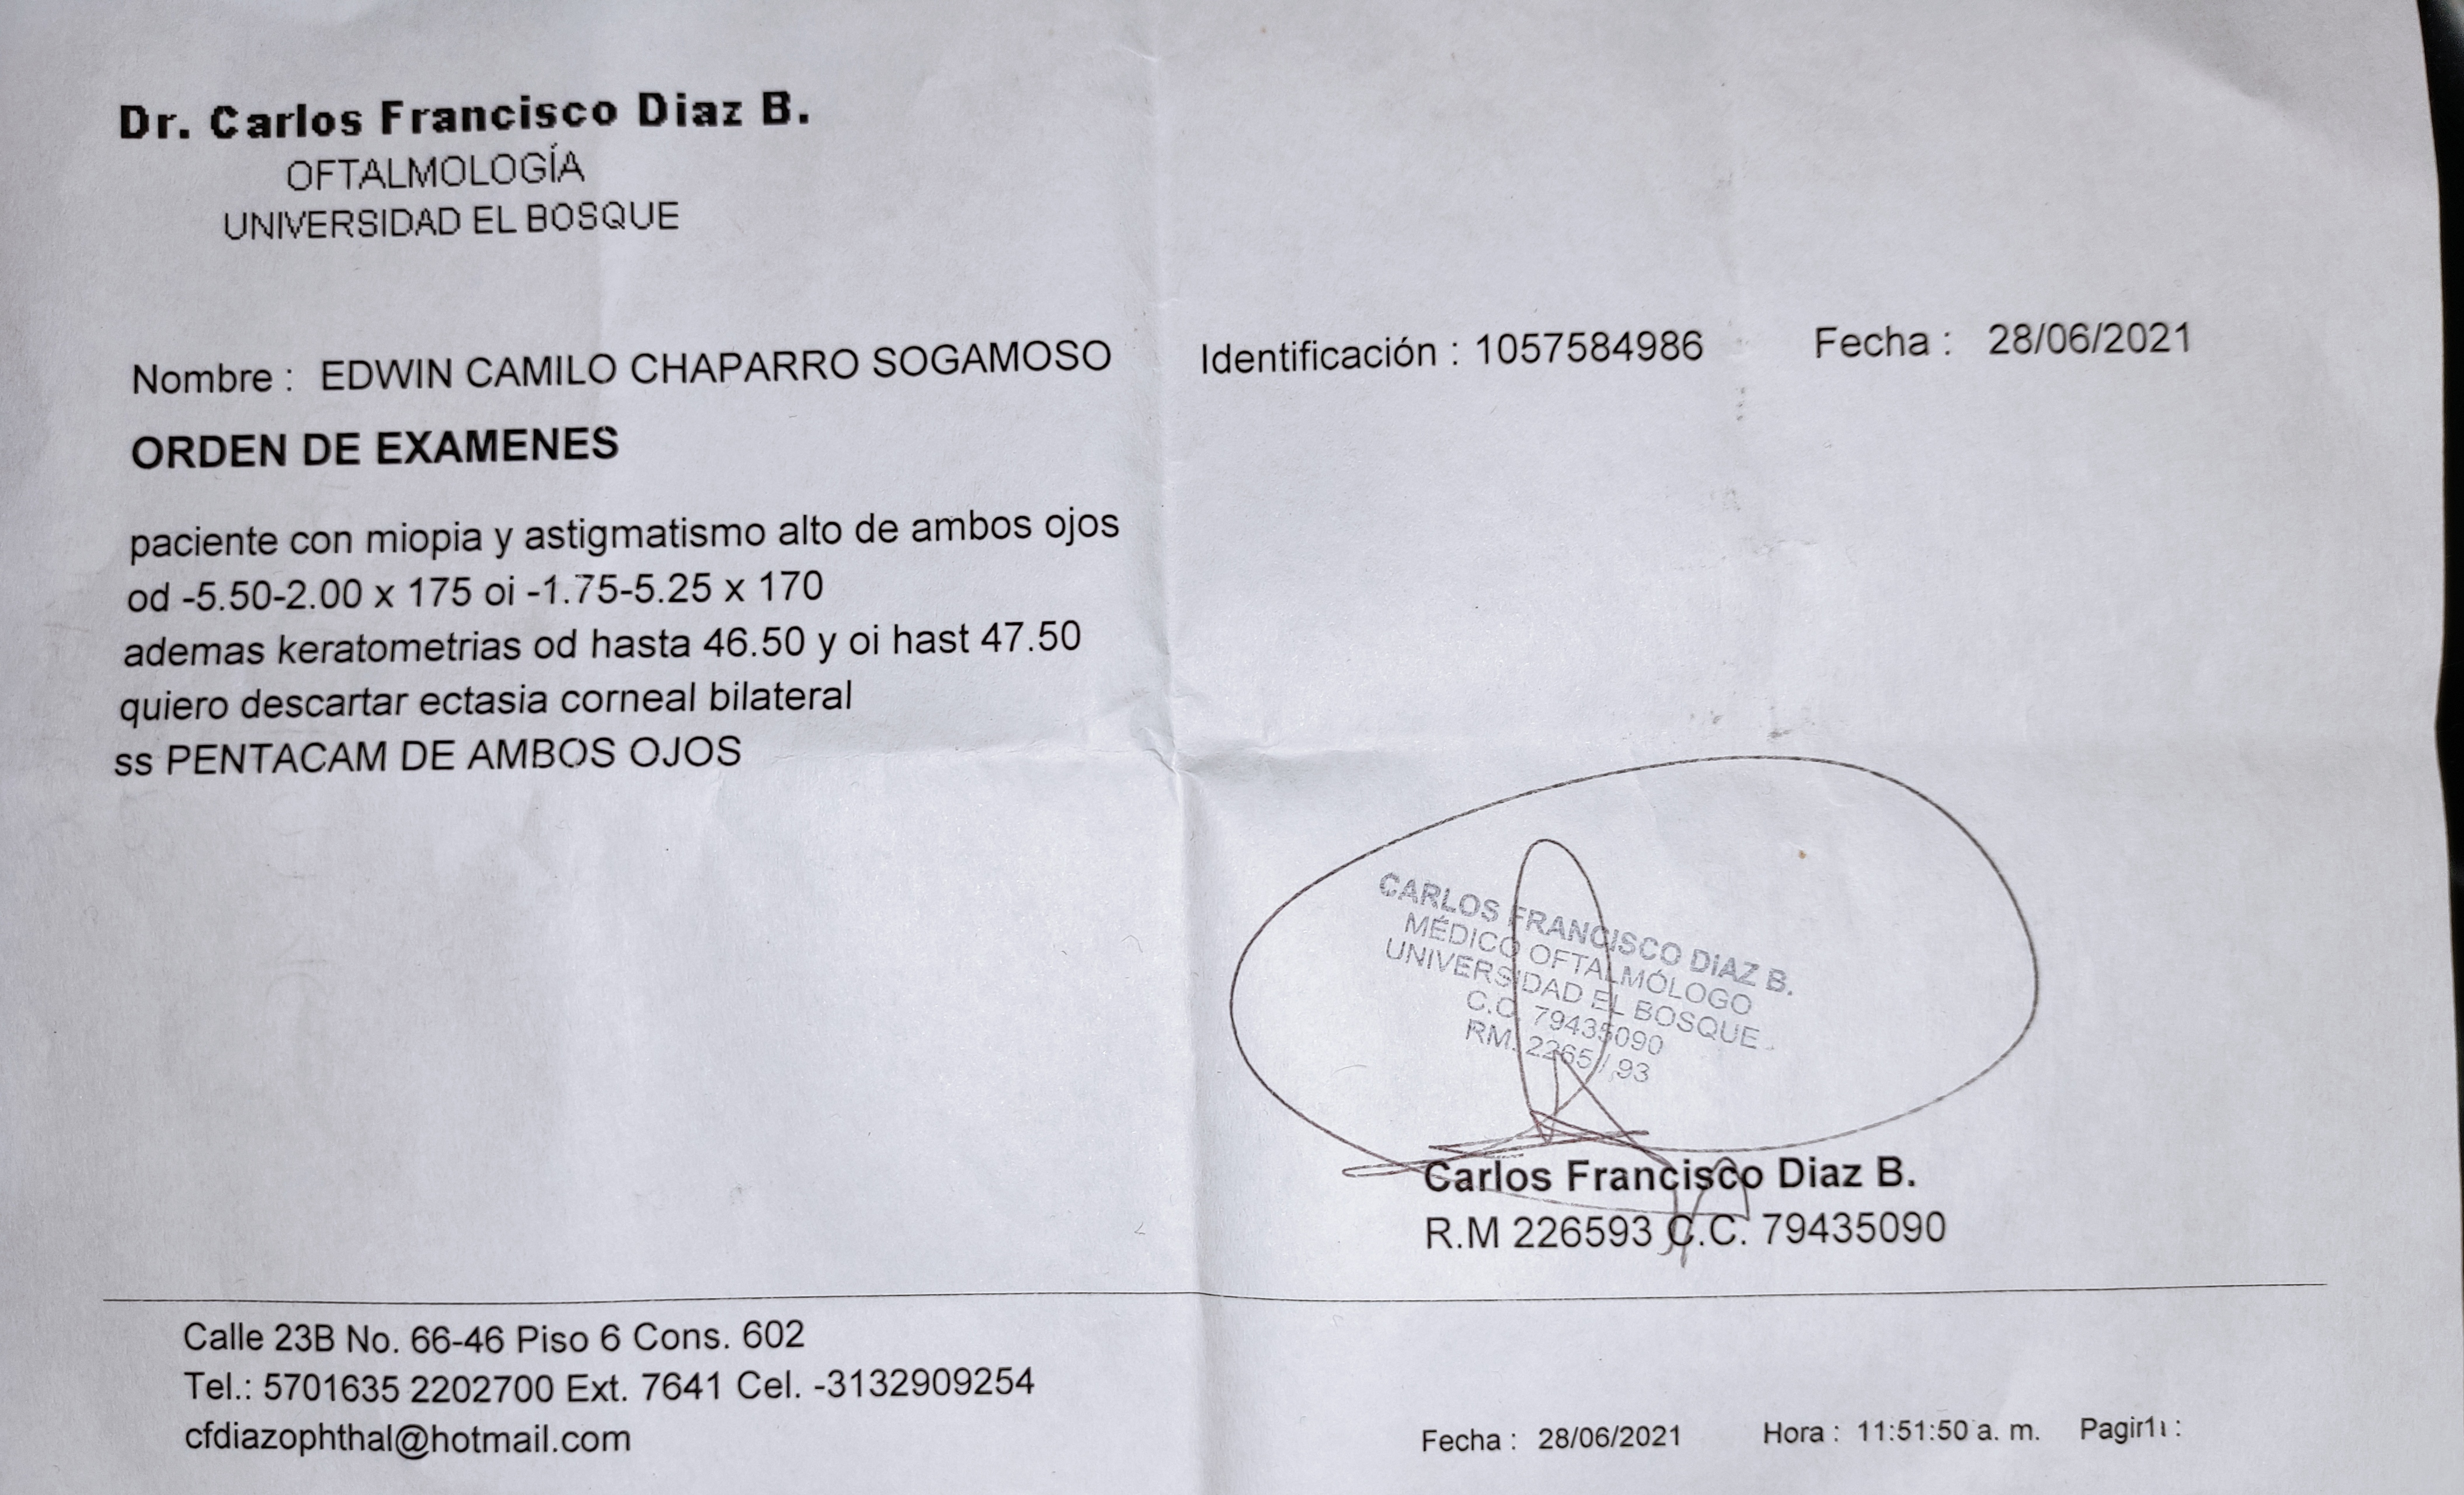 Dr. Carlos Francisco Diaz B.
OFTALMOLOGÍA
UNIVERSIDAD EL BOSQUE
Nombre : EDWIN CAMILO CHAPARRO SOGAMOSO Identificación : 1057584986 Fecha : 28/06/2021
ORDEN DE EXAMENES
paciente con miopia y astigmatismo alto de ambos ojos
od -5.50-2.00 x 175 oi -1.75-5.25 x 170
ademas keratometrias od hasta 46.50 y oi hast 47.50
quiero descartar ectasia corneal bilateral
ss PENTACAM DE AMBOS OJOS
CARLOS FRANCISCO DIAZ B.
MÉDICO OFTALMÓLOGO
UNIVERSIDAD EL BOSQUE
C.C. 79435090
RM.
Carlos Francisco Diaz B.
R.M 226593 C.C. 79435090
Calle 23B No. 66-46 Piso 6 Cons. 602
Tel.: 5701635 2202700 Ext. 7641 Cel. -3132909254
cfdiazophthal@hotmail.com
Fecha : 28/06/2021 Hora : 11:51:50 a. m.